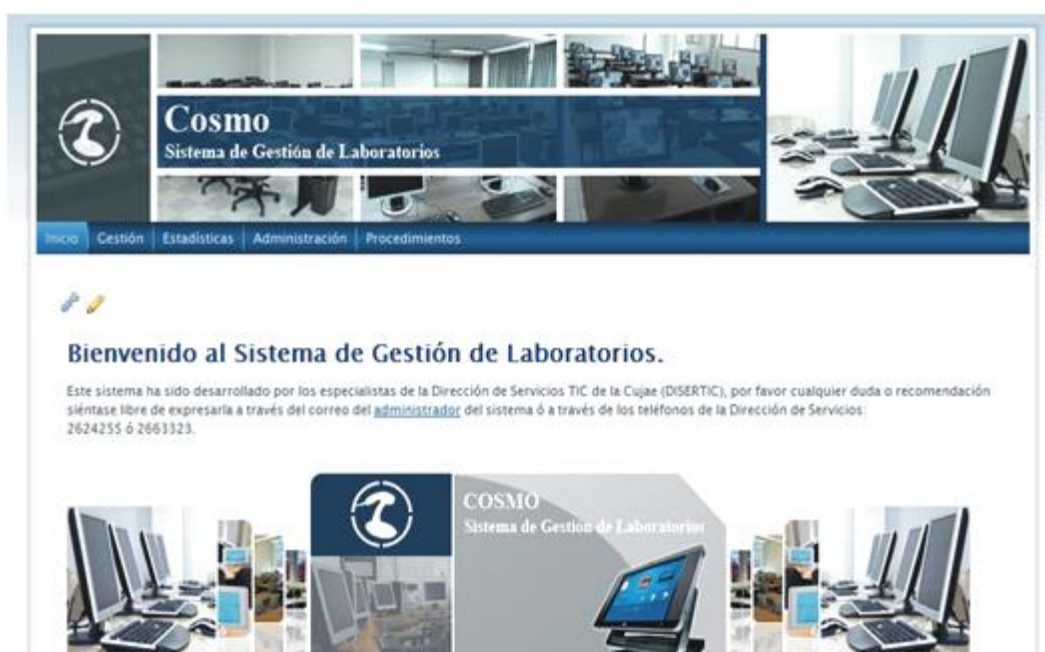 Cosmo
Sistema de Gestión de Laboratorios
Inicio Gestión Estadísticas Administración Procedimientos
Bienvenido al Sistema de Gestión de Laboratorios.
Este sistema ha sido desarrollado por los especialistas de la Dirección de Servicios TIC de la Cujae (DISERTIC), por favor cualquier duda o recomendación
siéntase libre de expresarla a través del correo del administrador del sistema ó a través de los teléfonos de la Dirección de Servicios:
2624255 ó 2663323.
COSMO
Sistema de Gestión de Laboratorios